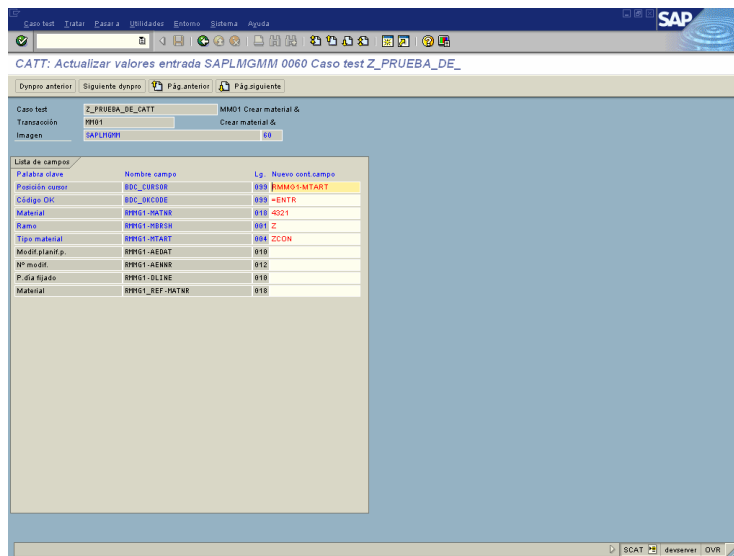 Caso test Tratar Pasar a Utilidades Entorno Sistema Ayuda
SAP
CATT: Actualizar valores entrada SAPLMGMM 0060 Caso test Z_PRUEBA_DE_
Dynpro anterior Siguiente dynpro Pág.anterior Pág.siguiente
Caso test Z_PRUEBA_DE_CATT MM01 Crear material &
Transacción MM01 Crear material &
Imagen SAPLMGMM 60
Lista de campos
Palabra clave Nombre campo Lg. Nuevo cont.campo
Posición cursor BDC_CURSOR 099 RMMG1-MTART
Código OK BDC_OKCODE 099 =ENTR
Material RMMG1-MATNR 018 4321
Ramo RMMG1-MBRSH 001 Z
Tipo material RMMG1-MTART 004 ZCON
Modif.planif.p. RMMG1-AEDAT 010
Nº modif. RMMG1-AENNR 012
P.día fijado RMMG1-DLINE 010
Material RMMG1_REF-MATNR 018
SCAT devserver OVR